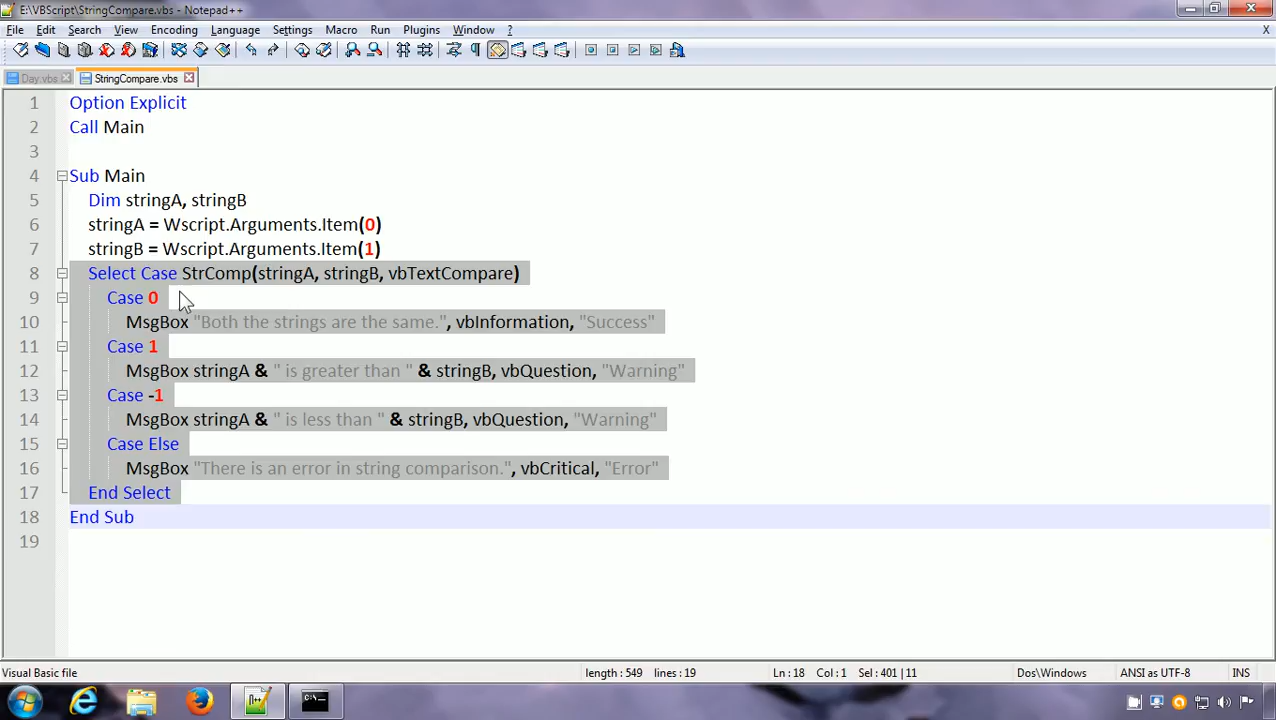 E:\VBScript\StringCompare.vbs - Notepad++
File Edit Search View Encoding Language Settings Macro Run Plugins Window ? X
Day.vbs StringCompare.vbs
1 Option Explicit
2 Call Main
3
4 Sub Main
5 Dim stringA, stringB
6 stringA = Wscript.Arguments.Item(0)
7 stringB = Wscript.Arguments.Item(1)
8 Select Case StrComp(stringA, stringB, vbTextCompare)
9 Case 0
10 MsgBox "Both the strings are the same.", vbInformation, "Success"
11 Case 1
12 MsgBox stringA & " is greater than " & stringB, vbQuestion, "Warning"
13 Case -1
14 MsgBox stringA & " is less than " & stringB, vbQuestion, "Warning"
15 Case Else
16 MsgBox "There is an error in string comparison.", vbCritical, "Error"
17 End Select
18 End Sub
19
Visual Basic file length : 549 lines : 19 Ln : 18 Col : 1 Sel : 401 | 11 Dos\Windows ANSI as UTF-8 INS